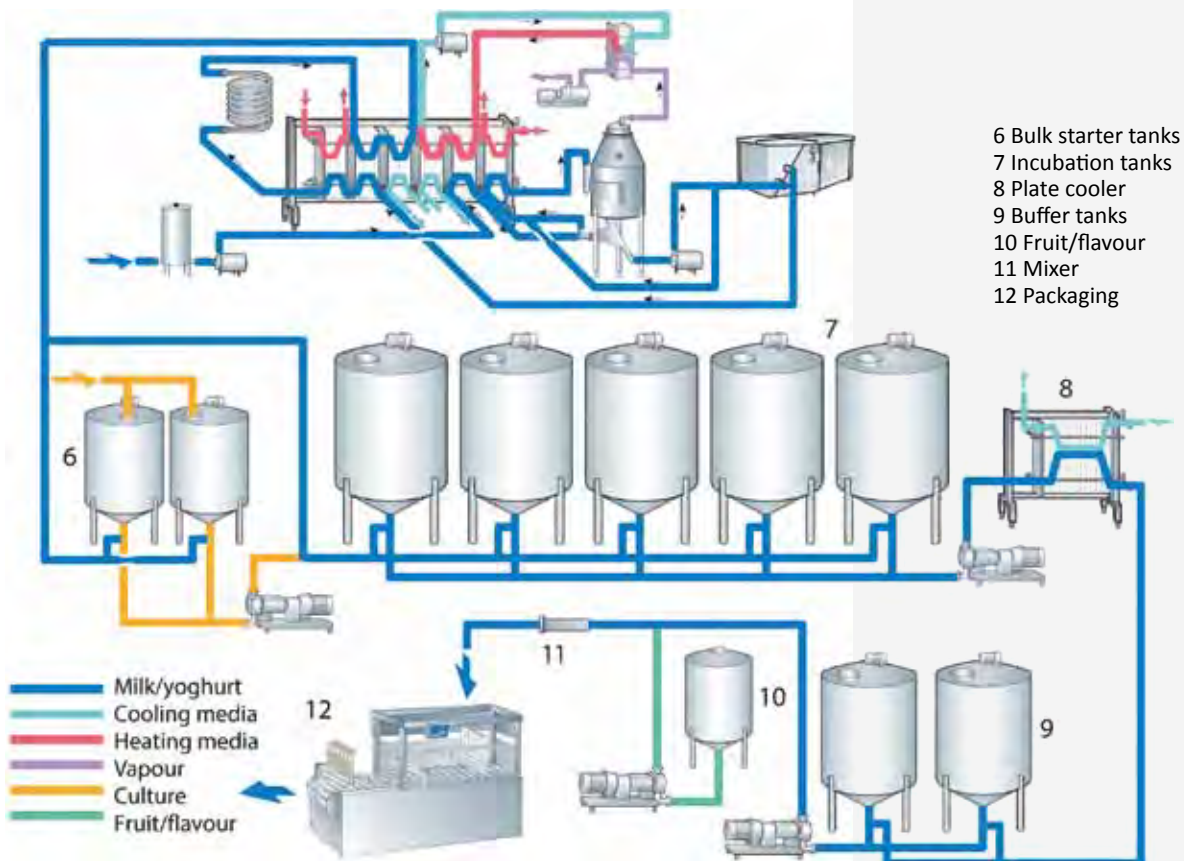 6 Bulk starter tanks
7 Incubation tanks
8 Plate cooler
9 Buffer tanks
10 Fruit/flavour
11 Mixer
12 Packaging
7
8
6
11
10
12
9
Milk/yoghurt
Cooling media
Heating media
Vapour
Culture
Fruit/flavour